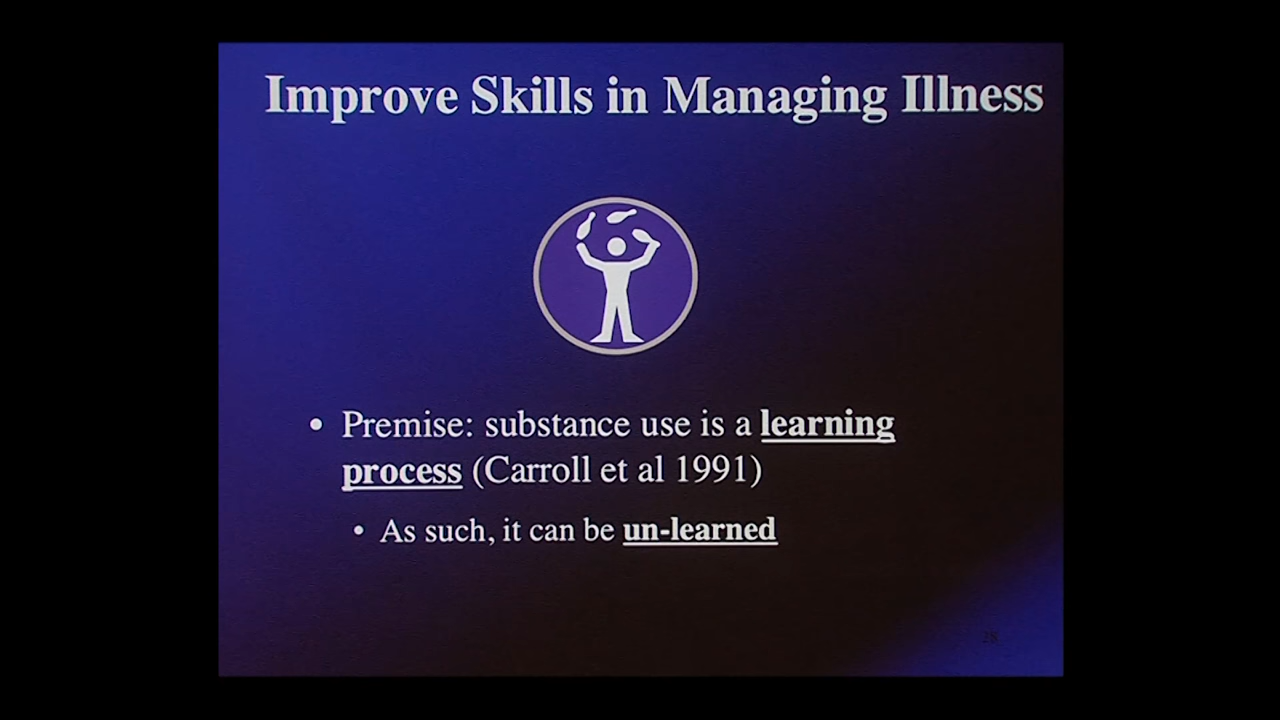 Improve Skills in Managing Illness
• Premise: substance use is a learning
process (Carroll et al 1991)
• As such, it can be un-learned